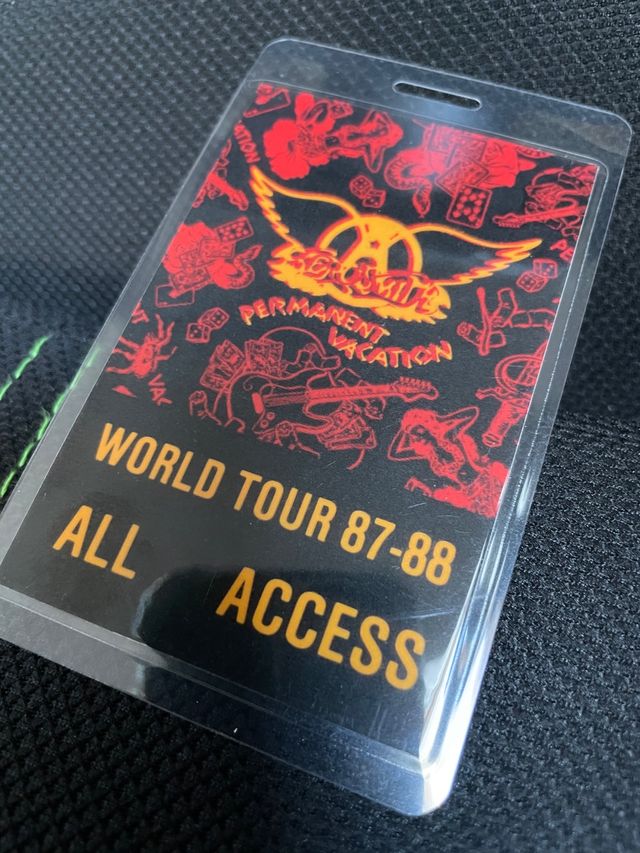 AEROSMITH
PERMANENT
VACATION
WORLD TOUR 87-88
ALL ACCESS